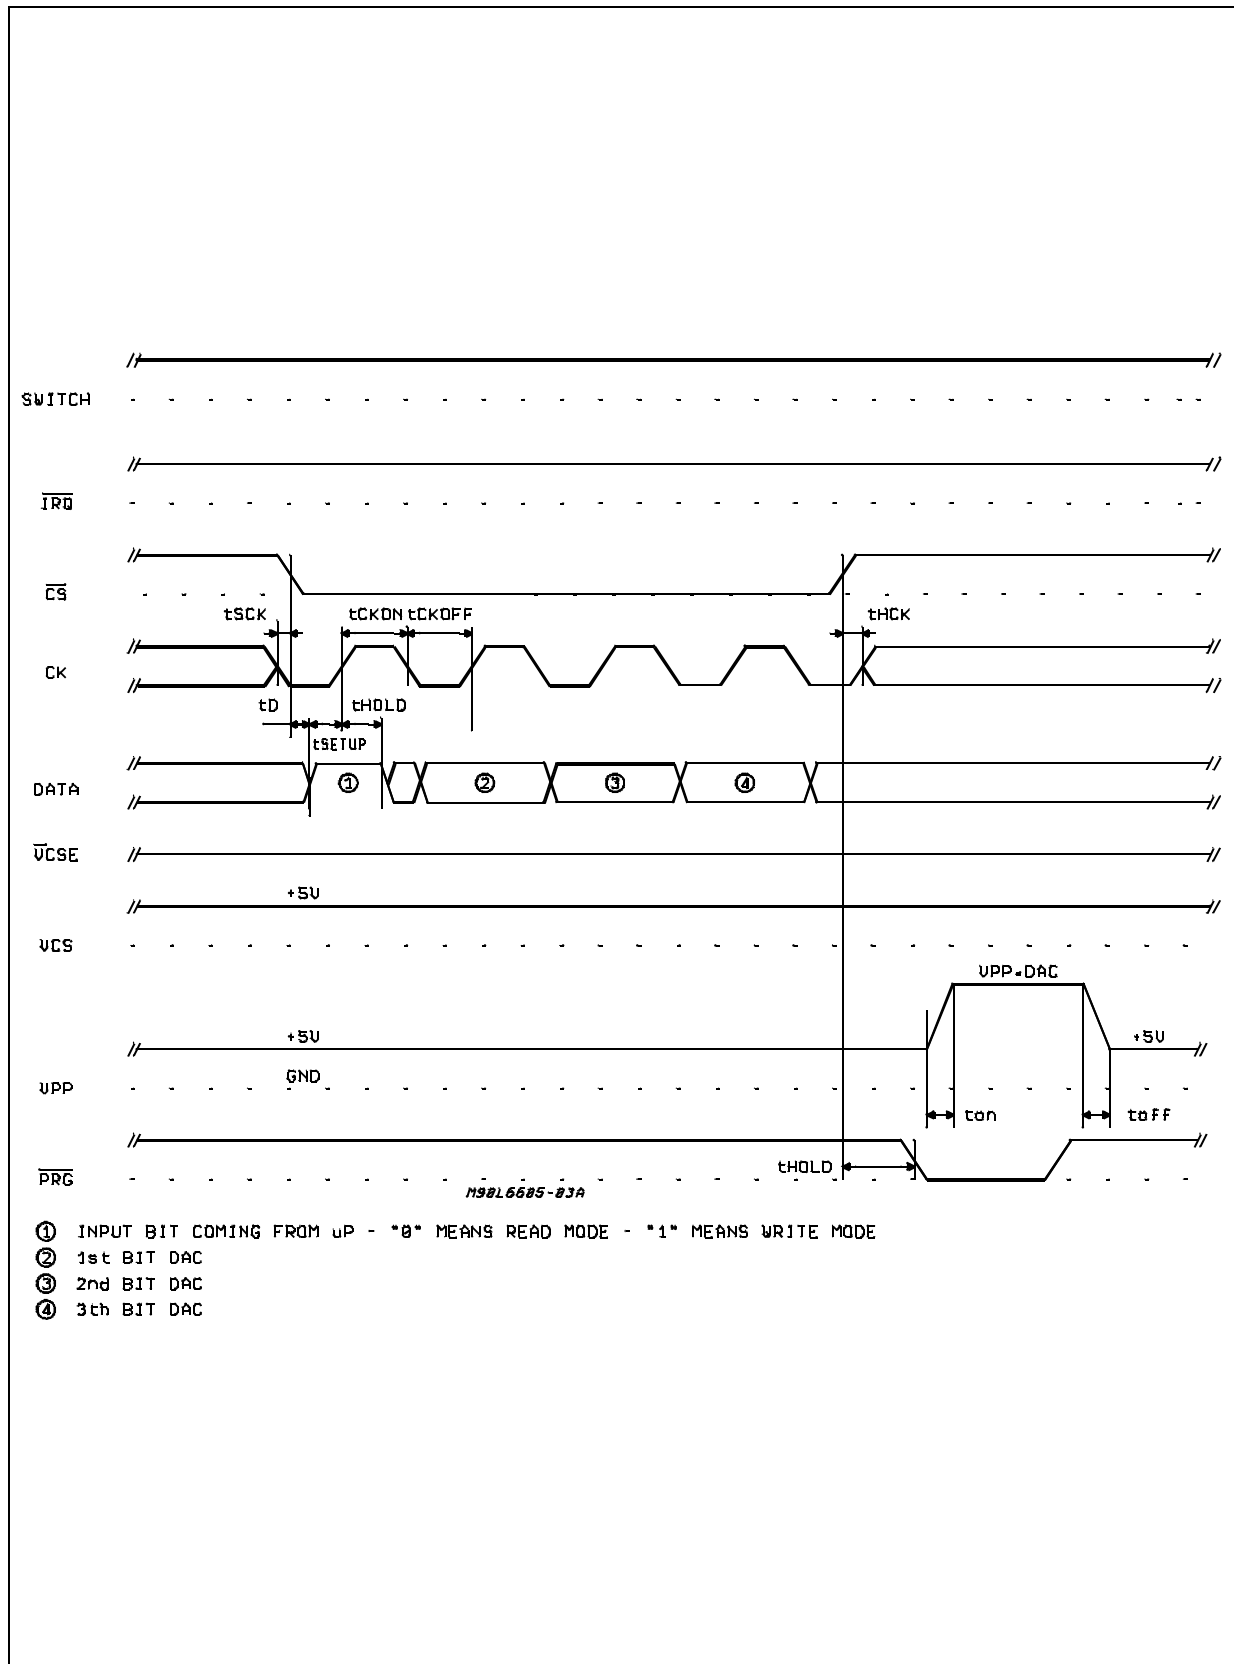 SWITCH
IRQ
CS
tSCK
tCKON
tCKOFF
tHCK
CK
tD
tHOLD
tSETUP
DATA
1
2
3
4
VCSE
+5V
VCS
VPP=DAC
+5V
+5V
GND
VPP
ton
toff
tHOLD
PRG
M90L6605-03A
① INPUT BIT COMING FROM uP - "0" MEANS READ MODE - "1" MEANS WRITE MODE
② 1st BIT DAC
③ 2nd BIT DAC
④ 3th BIT DAC